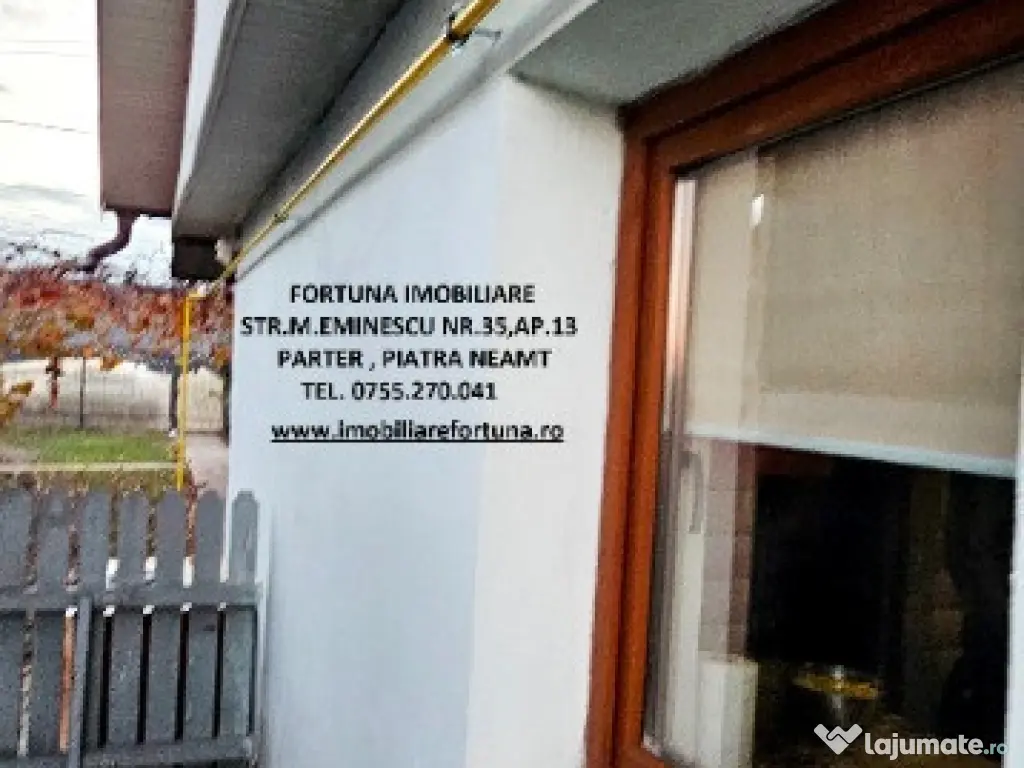 FORTUNA IMOBILIARE
STR.M.EMINESCU NR.35,AP.13
PARTER , PIATRA NEAMT
TEL. 0755.270.041
www.imobiliarefortuna.ro
lajumate.ro